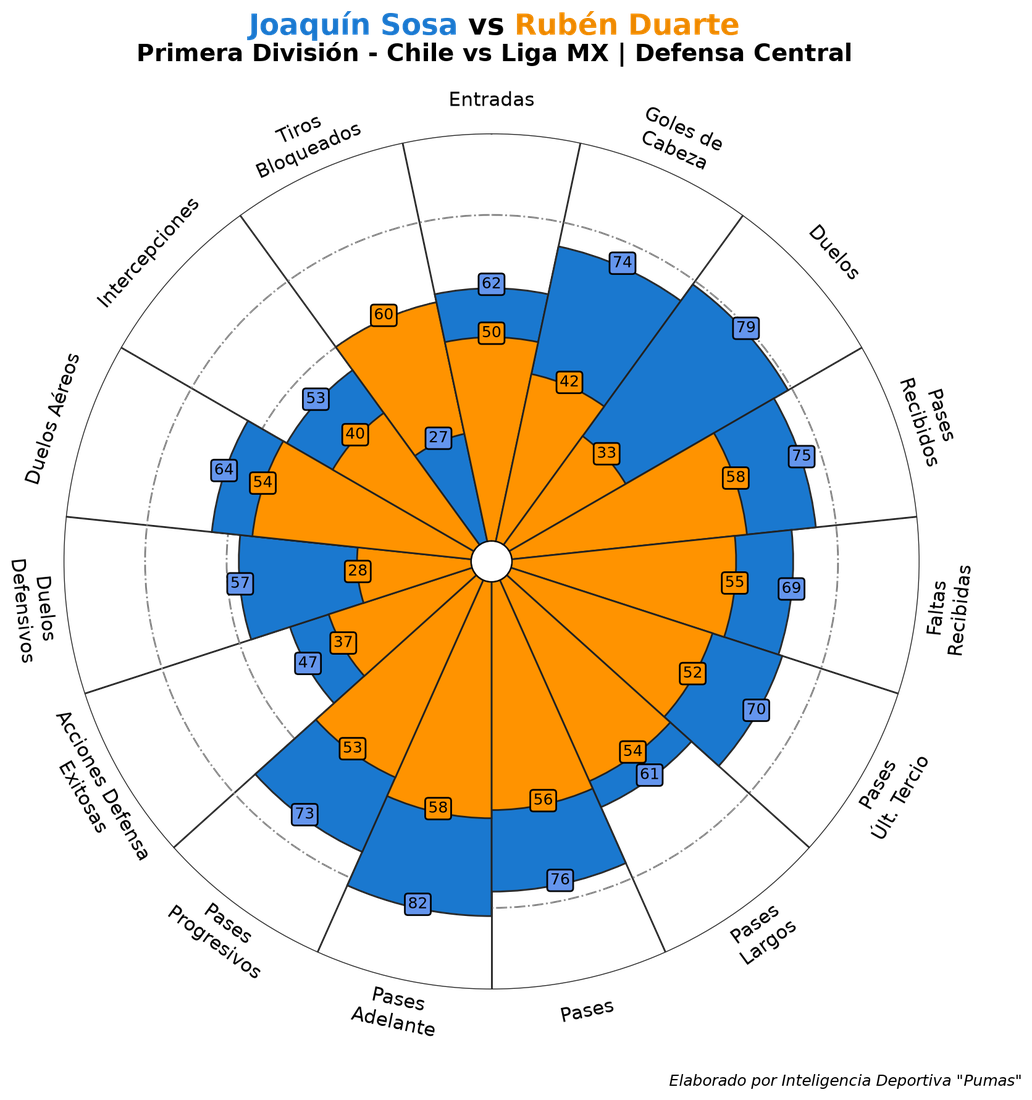 Joaquín Sosa vs Rubén Duarte
Primera División - Chile vs Liga MX | Defensa Central
Entradas
62
50
Goles de
Cabeza
74
42
Duelos
79
33
Pases
Recibidos
75
58
Faltas
Recibidas
69
55
Pases
Últ. Tercio
70
52
Pases
Largos
61
54
Pases
76
56
Pases
Adelante
82
58
Pases
Progresivos
73
53
Acciones Defensa
Exitosas
47
37
Duelos
Defensivos
57
28
Duelos Aéreos
64
54
Intercepciones
53
40
Tiros
Bloqueados
60
27
Elaborado por Inteligencia Deportiva "Pumas"